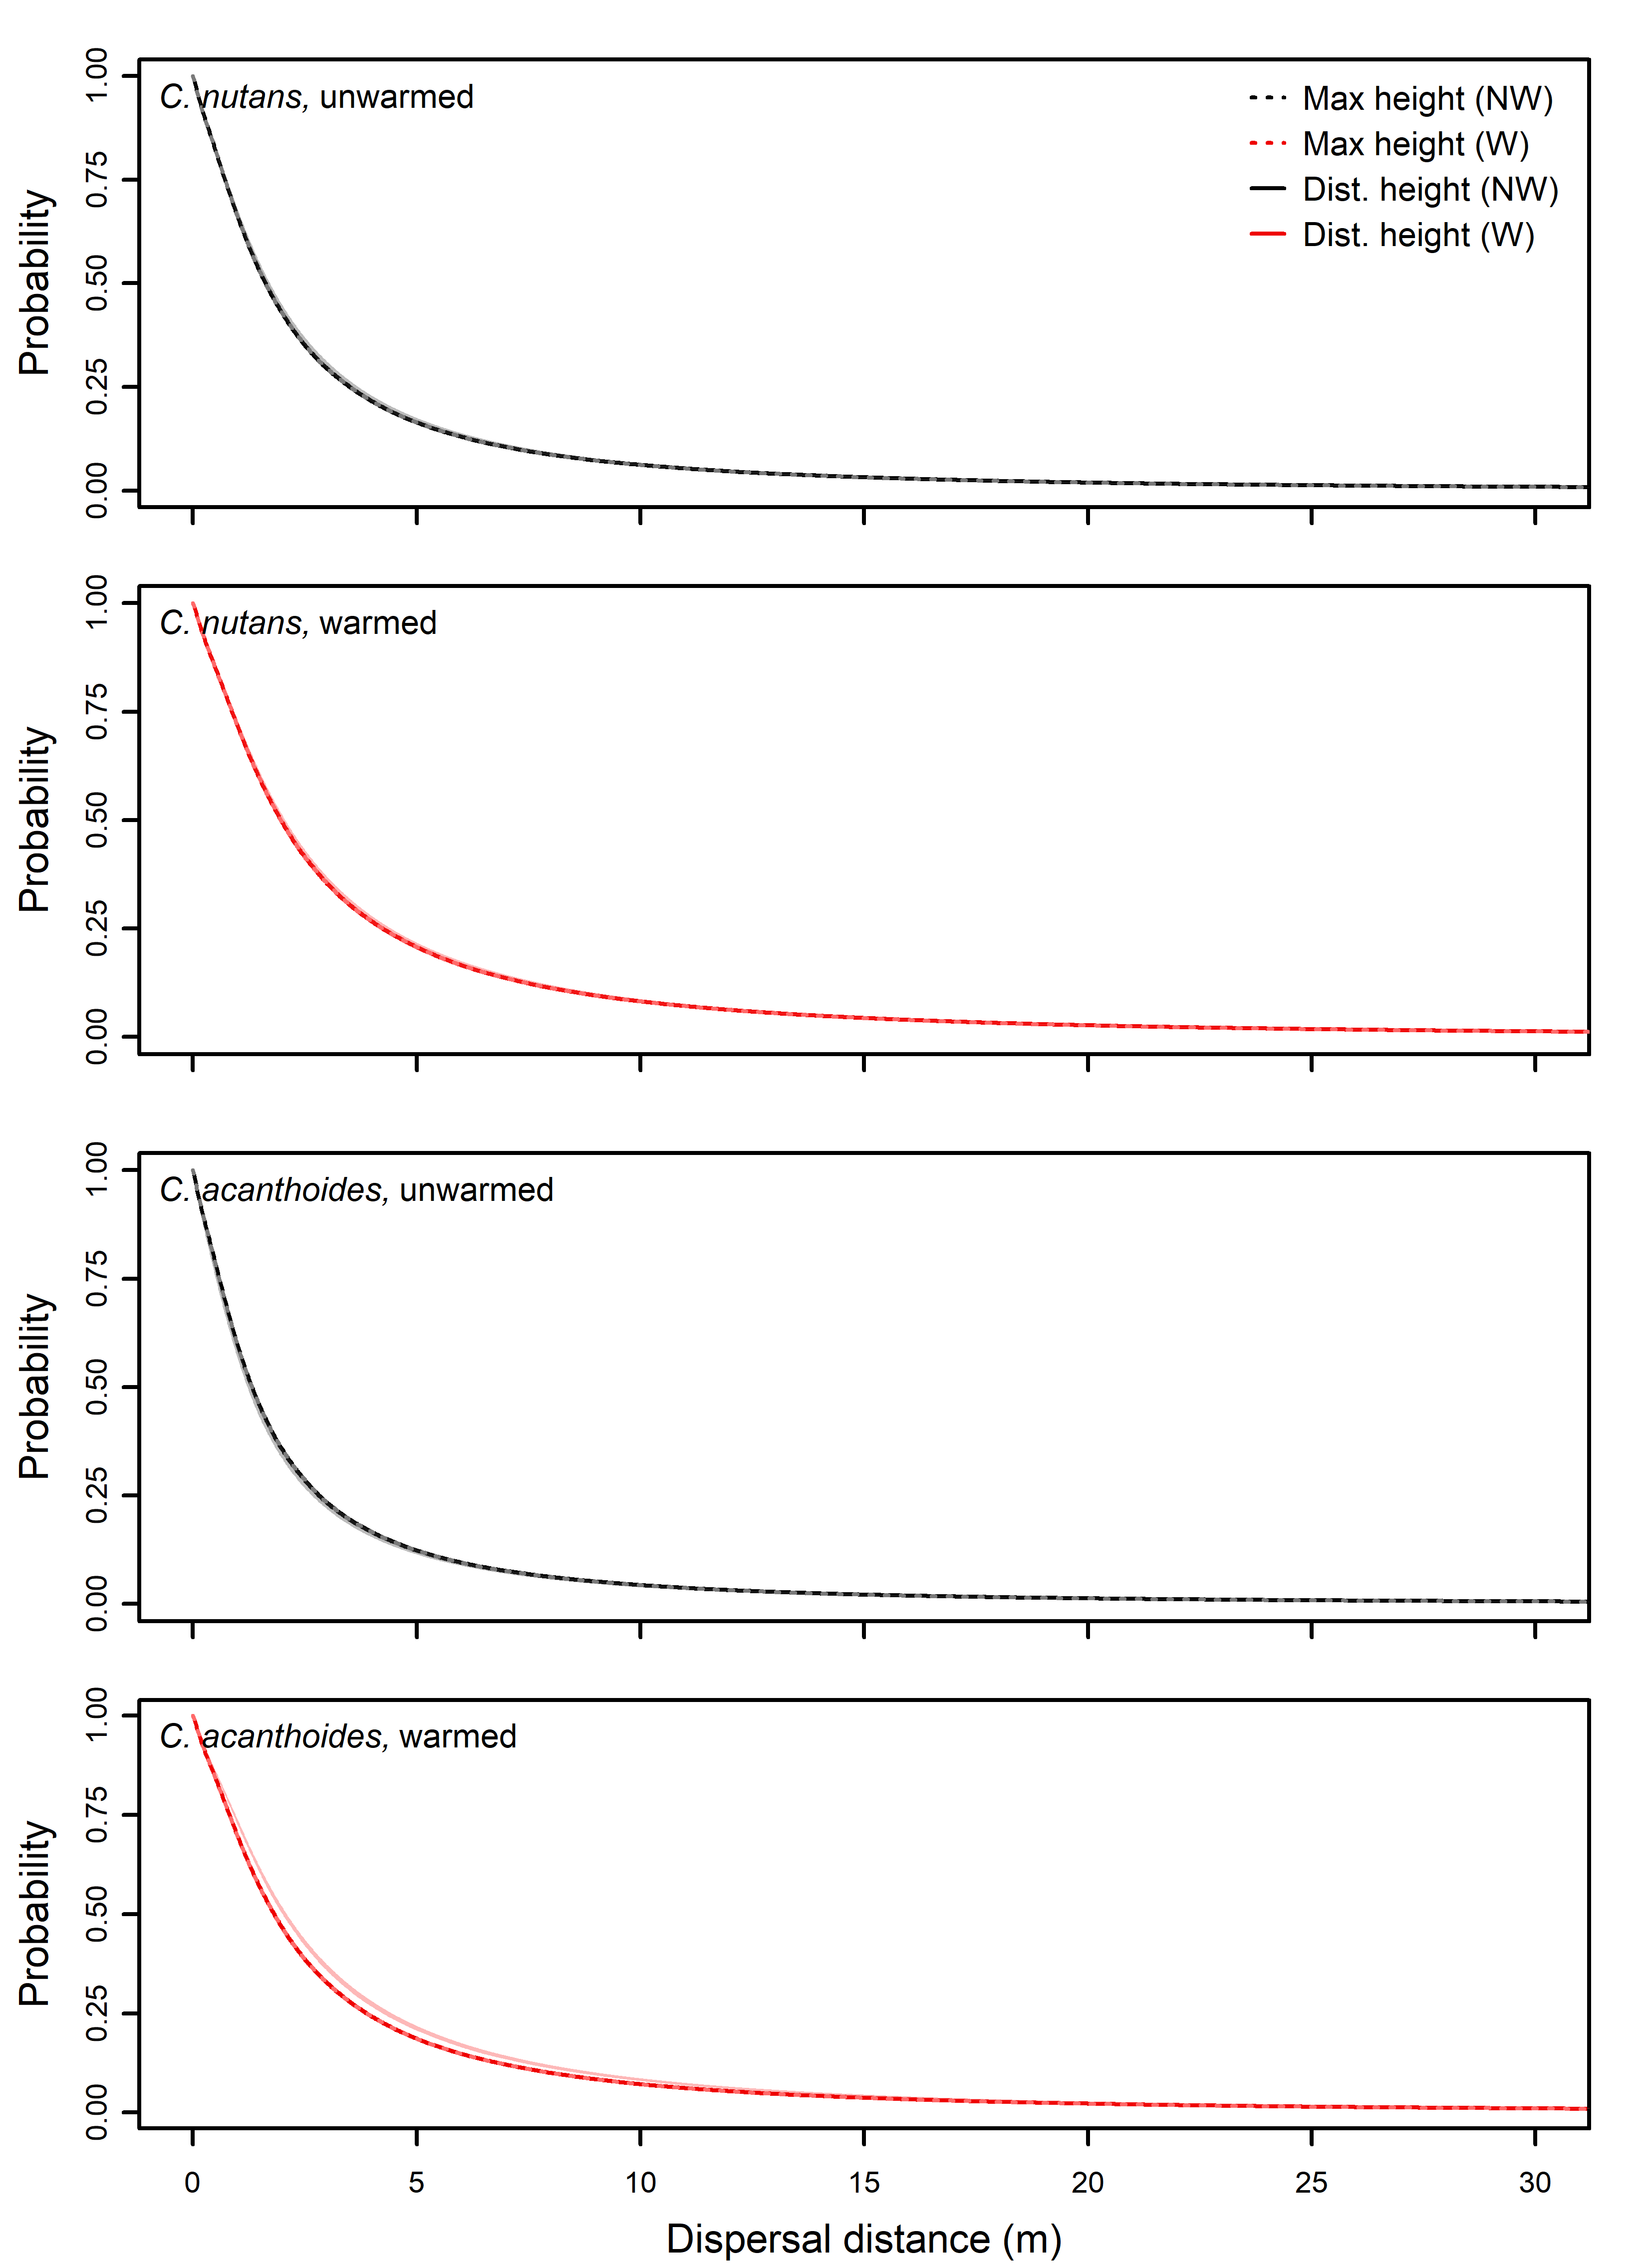 C. nutans, unwarmed
Max height (NW)
Max height (W)
Dist. height (NW)
Dist. height (W)
Probability
1.00
0.75
0.50
0.25
0.00
C. nutans, warmed
Probability
1.00
0.75
0.50
0.25
0.00
C. acanthoides, unwarmed
Probability
1.00
0.75
0.50
0.25
0.00
C. acanthoides, warmed
Probability
1.00
0.75
0.50
0.25
0.00
0 5 10 15 20 25 30
Dispersal distance (m)